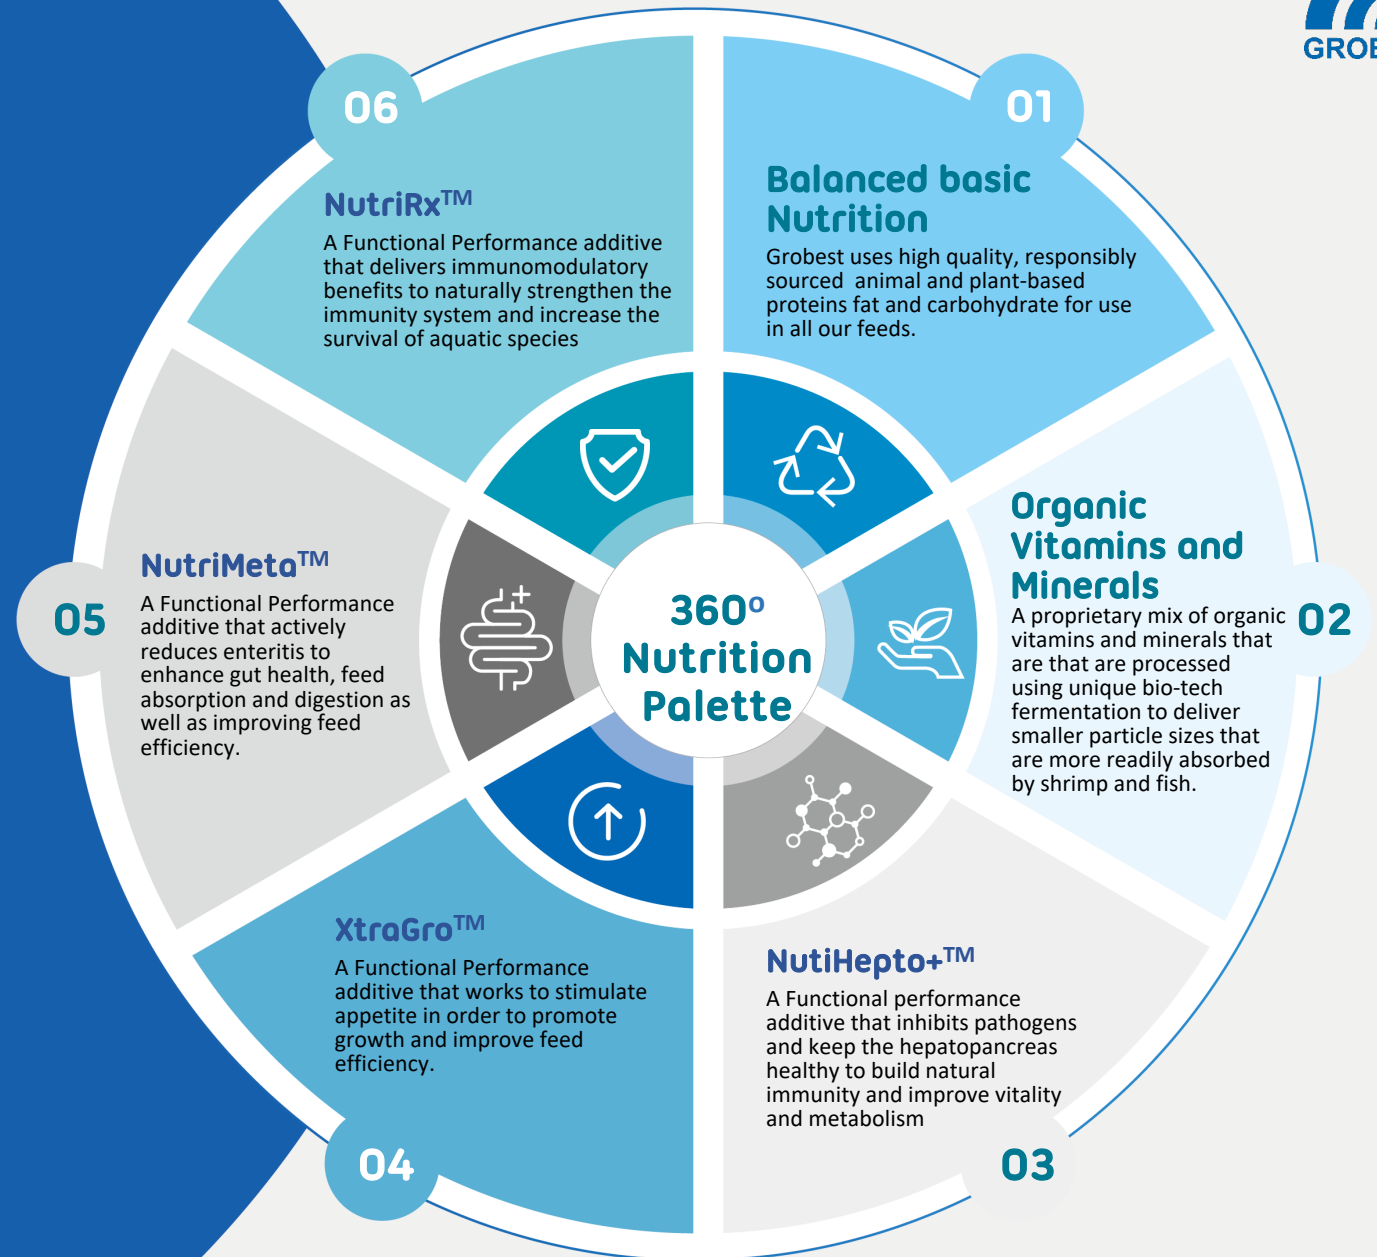 GROBE
01
Balanced basic
Nutrition
Grobest uses high quality, responsibly
sourced animal and plant-based
proteins fat and carbohydrate for use
in all our feeds.
02
Organic
Vitamins and
Minerals
A proprietary mix of organic
vitamins and minerals that
are that are processed
using unique bio-tech
fermentation to deliver
smaller particle sizes that
are more readily absorbed
by shrimp and fish.
03
NutiHepto+™
A Functional performance
additive that inhibits pathogens
and keep the hepatopancreas
healthy to build natural
immunity and improve vitality
and metabolism
04
XtraGro™
A Functional Performance
additive that works to stimulate
appetite in order to promote
growth and improve feed
efficiency.
05
NutriMeta™
A Functional Performance
additive that actively
reduces enteritis to
enhance gut health, feed
absorption and digestion as
well as improving feed
efficiency.
06
NutriRx™
A Functional Performance additive
that delivers immunomodulatory
benefits to naturally strengthen the
immunity system and increase the
survival of aquatic species
360º
Nutrition
Palette